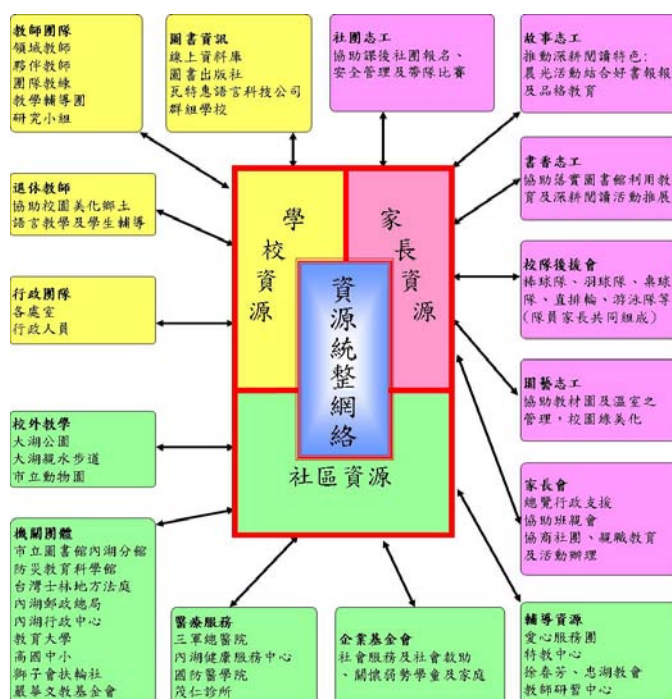 教師團隊
領域教師
夥伴教師
團隊教練
教學輔導團
研究小組
圖書資訊
線上資料庫
圖書出版社
瓦特惠語言科技公司
群組學校
社團志工
協助課後社團報名、
安全管理及帶隊比賽
故事志工
推動深耕閱讀特色:
晨光活動結合好書報報
及品格教育
退休教師
協助校園美化鄉土
語言教學及學生輔導
書香志工
協助落實圖書館利用教
育及深耕閱讀活動推展
行政團隊
各處室
行政人員
校隊後援會
棒球隊、羽球隊、桌球
隊、直排輪、游泳隊等
(隊員家長共同組成)
學校資源
家長資源
資源統整網絡
社區資源
園藝志工
協助教材園及溫室之
管理，校園綠美化
校外教學
大湖公園
大湖親水步道
市立動物園
家長會
總覽行政支援
協助班親會
協商社團、親職教育
及活動辦理
機關團體
市立圖書館內湖分館
防災教育科學館
台灣士林地方法庭
內湖郵政總局
內湖行政中心
教育大學
高國中小
獅子會扶輪社
嚴華文教基金會
醫療服務
三軍總醫院
內湖健康服務中心
國防醫學院
茂仁診所
企業基金會
社會服務及社會救助
、關懷弱勢學童及家庭
輔導資源
愛心服務團
特教中心
徐春芳、忠湖教會
教師研習中心